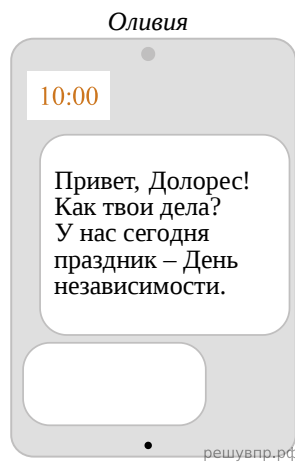 Оливия
10:00
Привет, Долорес!
Как твои дела?
У нас сегодня
праздник – День
независимости.
решувпр.рф